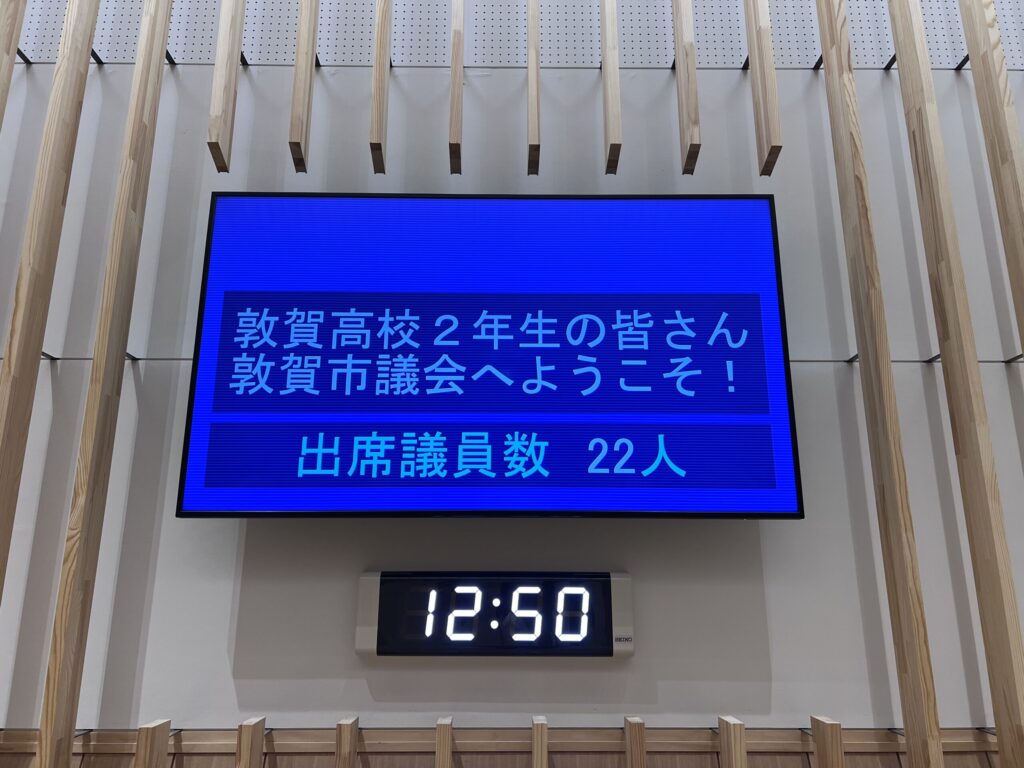 敦賀高校２年生の皆さん
敦賀市議会へようこそ！
出席議員数　22人
12:50
SEIKO